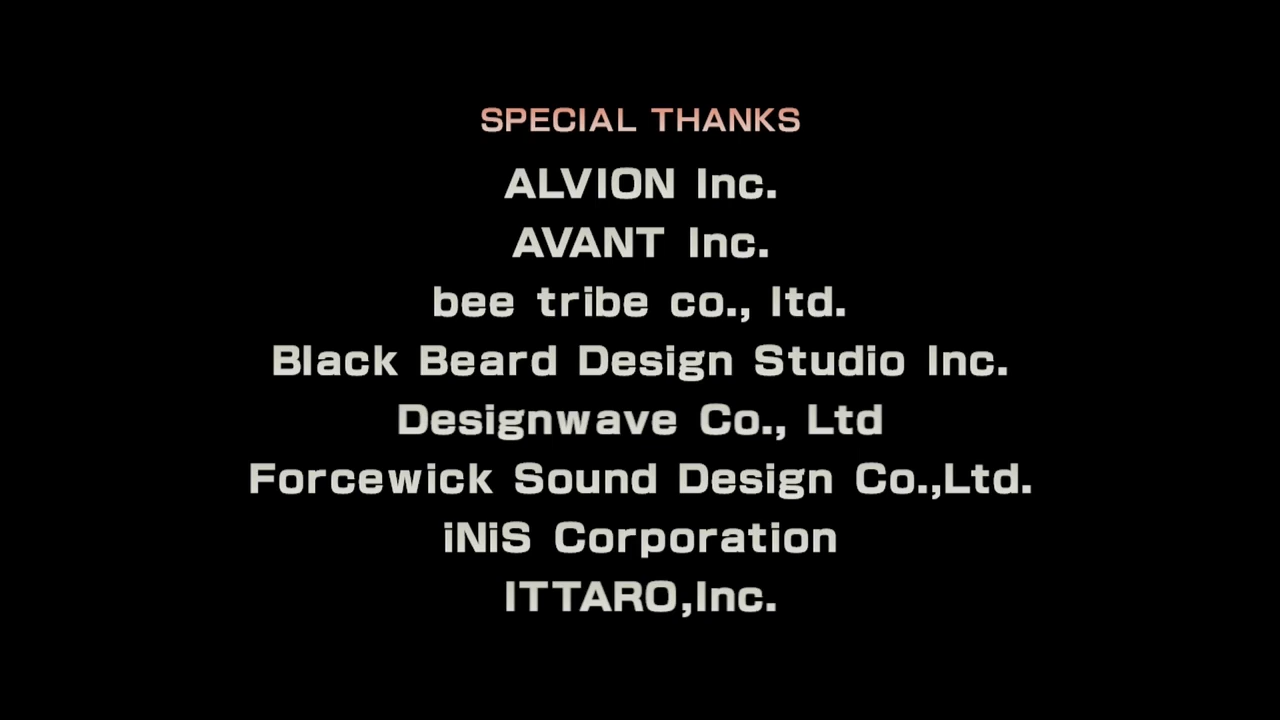 SPECIAL THANKS
ALVION Inc.
AVANT Inc.
bee tribe co., ltd.
Black Beard Design Studio Inc.
Designwave Co., Ltd
Forcewick Sound Design Co.,Ltd.
iNiS Corporation
ITTARO,Inc.